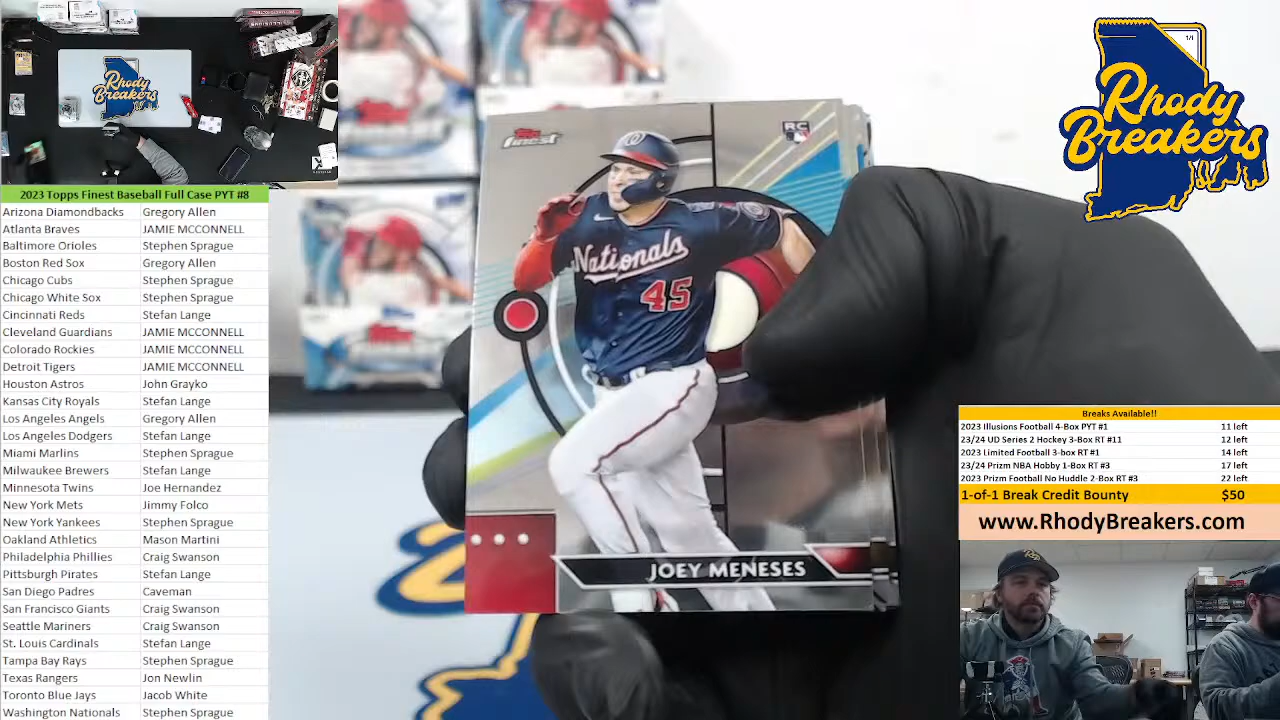 2023 Topps Finest Baseball Full Case PYT #8
Arizona Diamondbacks Gregory Allen
Atlanta Braves JAMIE MCCONNELL
Baltimore Orioles Stephen Sprague
Boston Red Sox Gregory Allen
Chicago Cubs Stephen Sprague
Chicago White Sox Stephen Sprague
Cincinnati Reds Stefan Lange
Cleveland Guardians JAMIE MCCONNELL
Colorado Rockies JAMIE MCCONNELL
Detroit Tigers JAMIE MCCONNELL
Houston Astros John Grayko
Kansas City Royals Stefan Lange
Los Angeles Angels Gregory Allen
Los Angeles Dodgers Stefan Lange
Miami Marlins Stephen Sprague
Milwaukee Brewers Stefan Lange
Minnesota Twins Joe Hernandez
New York Mets Jimmy Folco
New York Yankees Stephen Sprague
Oakland Athletics Mason Martini
Philadelphia Phillies Craig Swanson
Pittsburgh Pirates Stefan Lange
San Diego Padres Caveman
San Francisco Giants Craig Swanson
Seattle Mariners Craig Swanson
St. Louis Cardinals Stefan Lange
Tampa Bay Rays Stephen Sprague
Texas Rangers Jon Newlin
Toronto Blue Jays Jacob White
Washington Nationals Stephen Sprague
Rhody
Breakers
Topps
finest
RC
W
Nationals
45
JOEY MENESES
1/1
Rhody
Breakers
Breaks Available!!
2023 Illusions Football 4-Box PYT #1 11 left
23/24 UD Series 2 Hockey 3-Box RT #11 12 left
2023 Limited Football 3-box RT #1 14 left
23/24 Prizm NBA Hobby 1-Box RT #3 17 left
2023 Prizm Football No Huddle 2-Box RT #3 22 left
1-of-1 Break Credit Bounty $50
www.RhodyBreakers.com